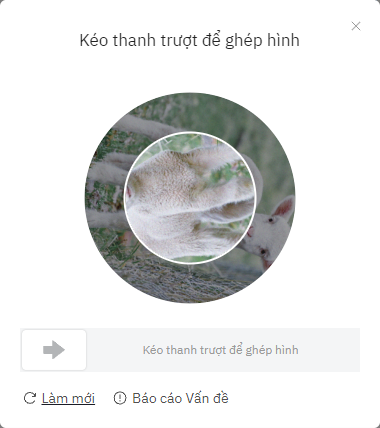 Kéo thanh trượt để ghép hình
Kéo thanh trượt để ghép hình
Làm mới
Báo cáo Vấn đề